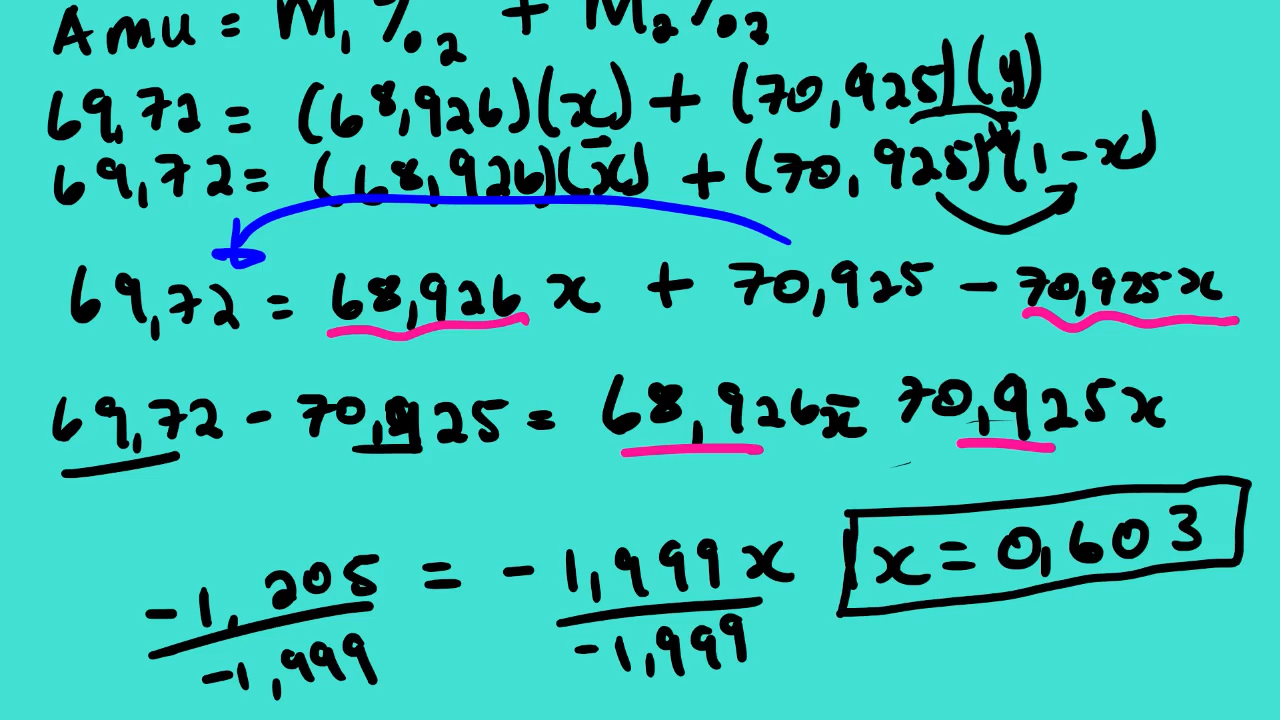 Amu = M₁ %₂ + M₂ %₂
69,72 = (68,926)(x) + (70,925)(y)
69,72 = (68,926)(x) + (70,925)(1-x)
69,72 = 68,926 x + 70,925 - 70,925x
69,72 - 70,925 = 68,926x 70,925x
-1,205 = -1,999x
-1,999 -1,999
x = 0,603